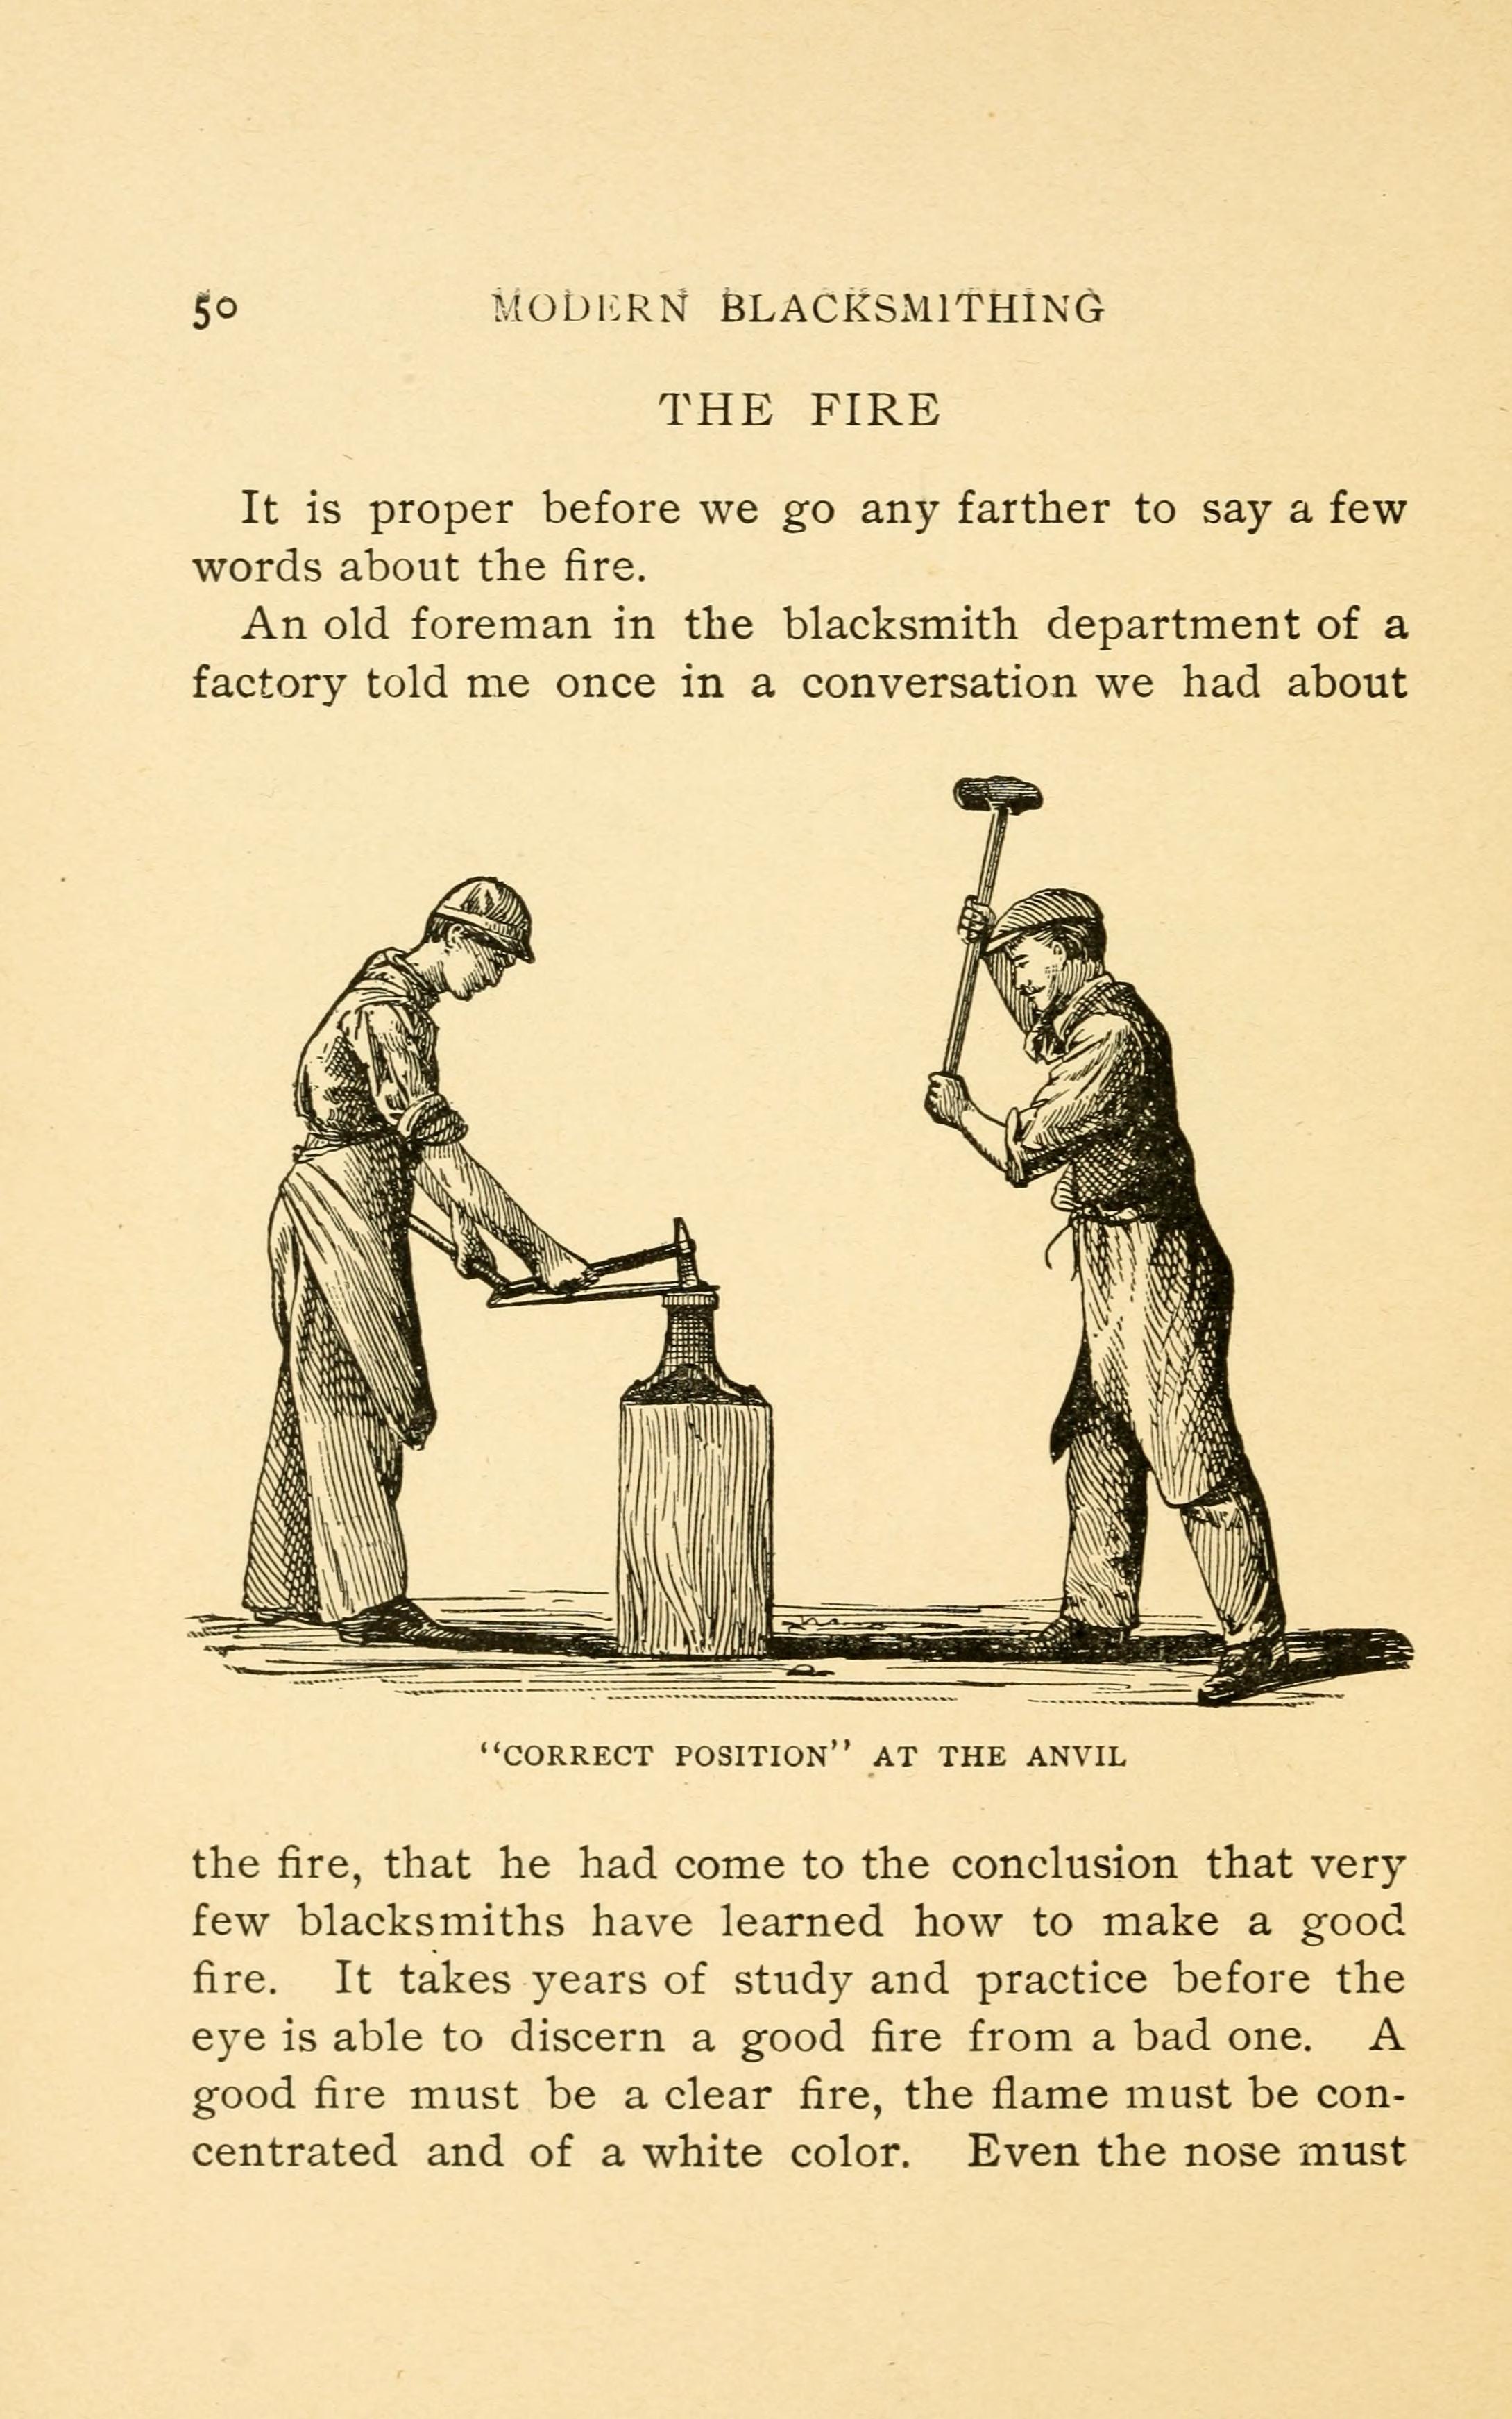 50 MODERN BLACKSMITHING
THE FIRE
It is proper before we go any farther to say a few
words about the fire.
An old foreman in the blacksmith department of a
factory told me once in a conversation we had about
“CORRECT POSITION” AT THE ANVIL
the fire, that he had come to the conclusion that very
few blacksmiths have learned how to make a good
fire. It takes years of study and practice before the
eye is able to discern a good fire from a bad one. A
good fire must be a clear fire, the flame must be con-
centrated and of a white color. Even the nose must